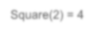 Square(2) = 4